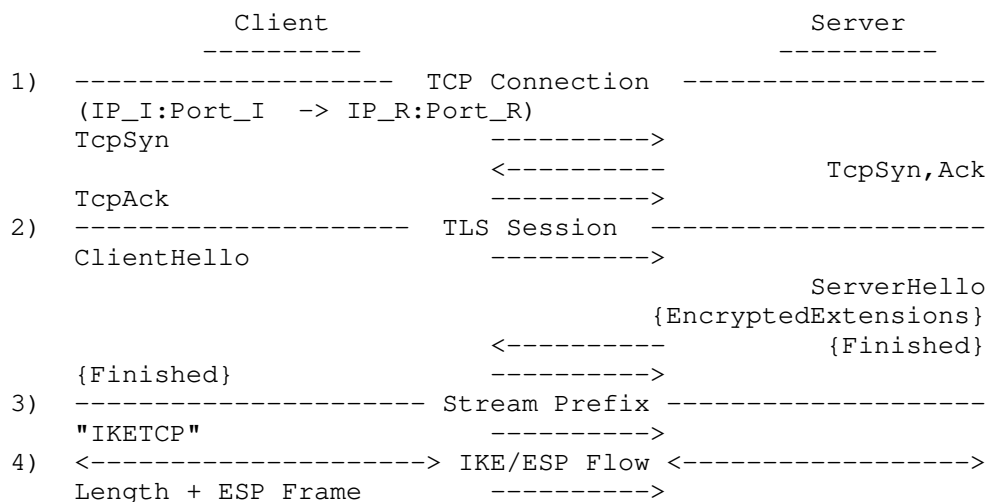 Client                              Server
----------                          ----------
1)  --------------------  TCP Connection  -------------------
(IP_I:Port_I  -> IP_R:Port_R)
TcpSyn                    ---------->
<----------          TcpSyn,Ack
TcpAck                    ---------->
2)  ---------------------  TLS Session  ---------------------
ClientHello               ---------->
ServerHello
{EncryptedExtensions}
<----------          {Finished}
{Finished}                ---------->
3)  ---------------------- Stream Prefix --------------------
"IKETCP"                  ---------->
4)  <---------------------> IKE/ESP Flow <------------------>
Length + ESP Frame        ---------->